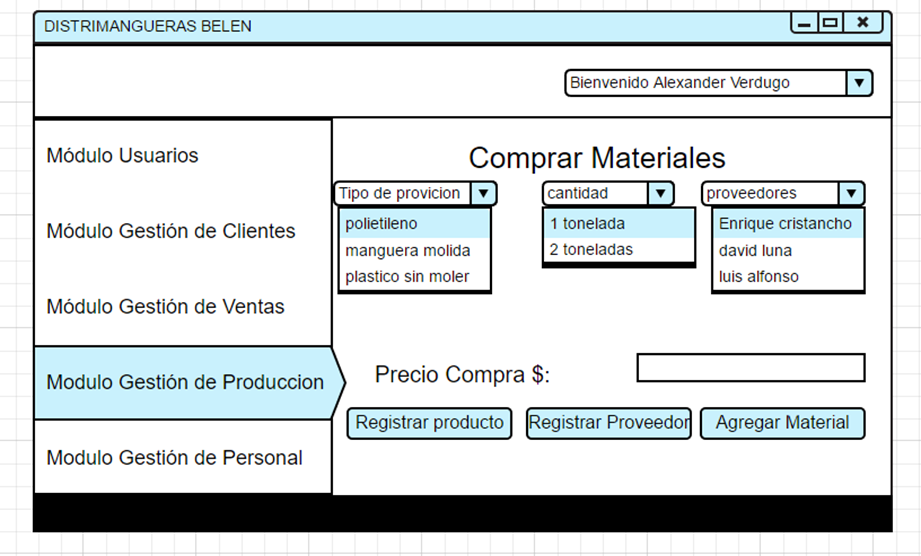 DISTRIMANGUERAS BELEN
Bienvenido Alexander Verdugo
Módulo Usuarios
Módulo Gestión de Clientes
Módulo Gestión de Ventas
Modulo Gestión de Produccion
Modulo Gestión de Personal
Comprar Materiales
Tipo de provicion
polietileno
manguera molida
plastico sin moler
cantidad
1 tonelada
2 toneladas
proveedores
Enrique cristancho
david luna
luis alfonso
Precio Compra $:
Registrar producto
Registrar Proveedor
Agregar Material